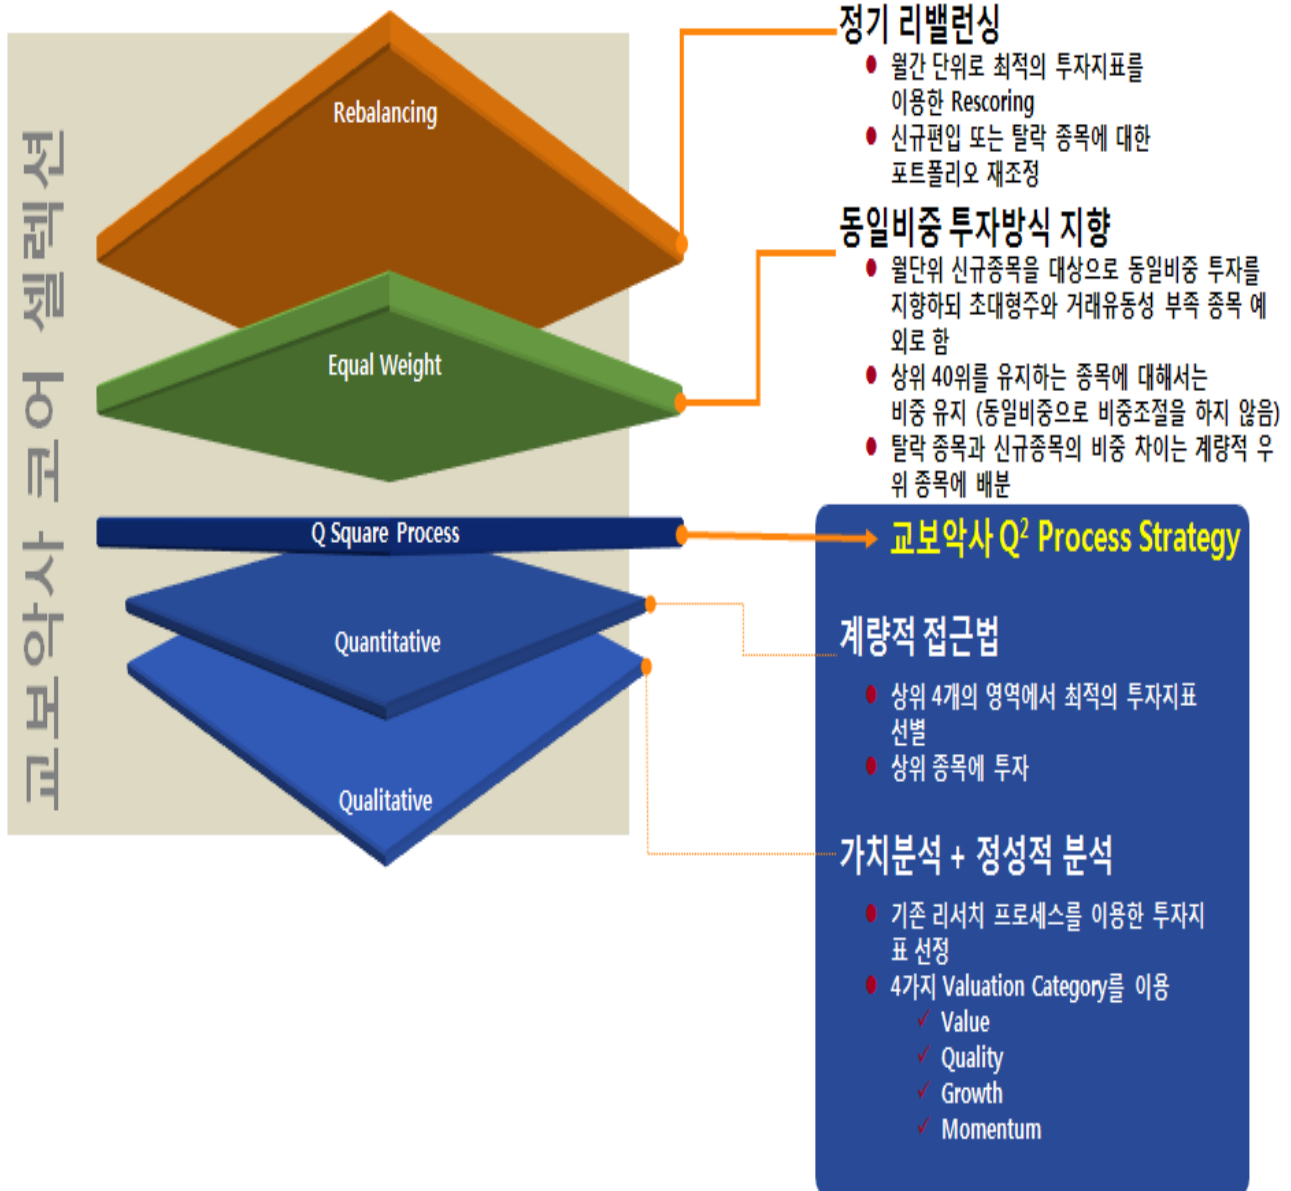 교보악사 코어 셀렉션
Rebalancing
Equal Weight
Q Square Process
Quantitative
Qualitative
정기 리밸런싱
월간 단위로 최적의 투자지표를
이용한 Rescoring
신규편입 또는 탈락 종목에 대한
포트폴리오 재조정
동일비중 투자방식 지향
월단위 신규종목을 대상으로 동일비중 투자를
지향하되 초대형주와 거래유동성 부족 종목 예
외로 함
상위 40위를 유지하는 종목에 대해서는
비중 유지 (동일비중으로 비중조절을 하지 않음)
탈락 종목과 신규종목의 비중 차이는 계량적 우
위 종목에 배분
교보악사 Q² Process Strategy
계량적 접근법
상위 4개의 영역에서 최적의 투자지표
선별
상위 종목에 투자
가치분석 + 정성적 분석
기존 리서치 프로세스를 이용한 투자지
표 선정
4가지 Valuation Category를 이용
Value
Quality
Growth
Momentum